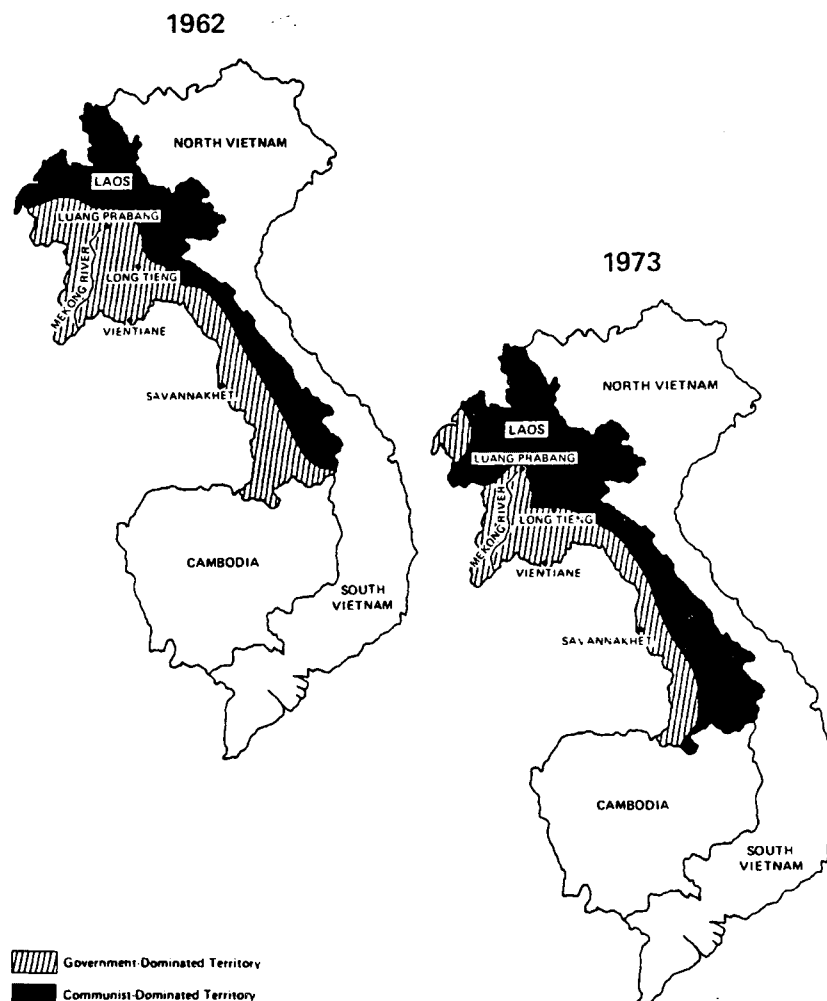 1962
NORTH VIETNAM
LAOS
LUANG PRABANG
MEKONG RIVER
LONG TIENG
VIENTIANE
SAVANNAKHET
CAMBODIA
SOUTH
VIETNAM
1973
NORTH VIETNAM
LAOS
LUANG PRABANG
MEKONG RIVER
LONG TIENG
VIENTIANE
SAVANNAKHET
CAMBODIA
SOUTH
VIETNAM
Government-Dominated Territory
Communist-Dominated Territory